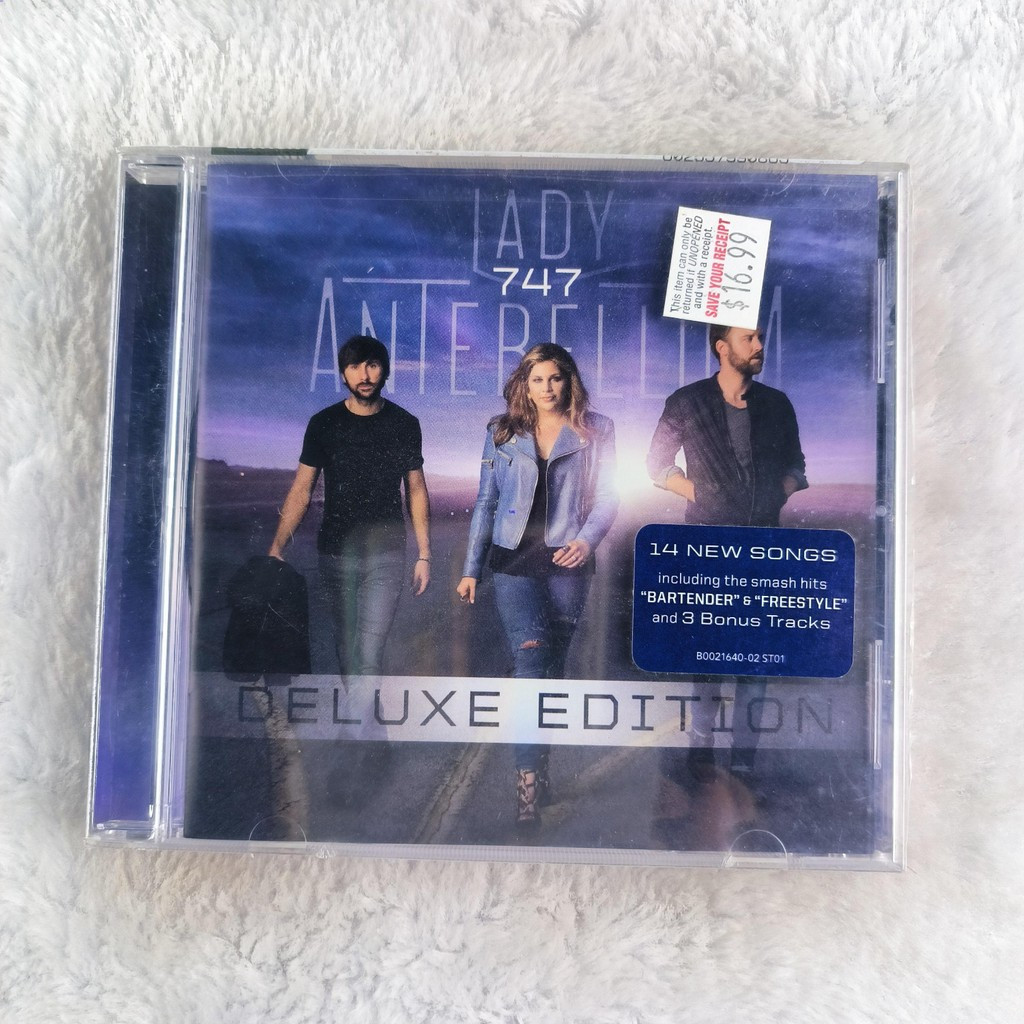 LADY
747
ANTEBELLUM
This item can only be
returned if UNOPENED
and with a receipt.
SAVE YOUR RECEIPT
$16.99
14 NEW SONGS
including the smash hits
"BARTENDER" & "FREESTYLE"
and 3 Bonus Tracks
B0021640-02 ST01
DELUXE EDITION